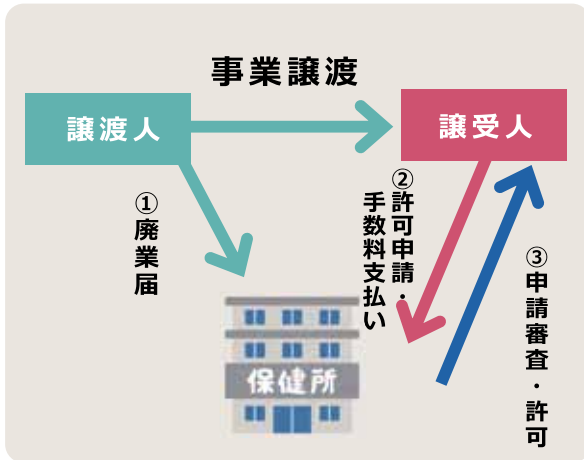 事業譲渡
譲渡人
譲受人
①廃業届
②許可申請・
手数料支払い
③申請審査・許可
保健所